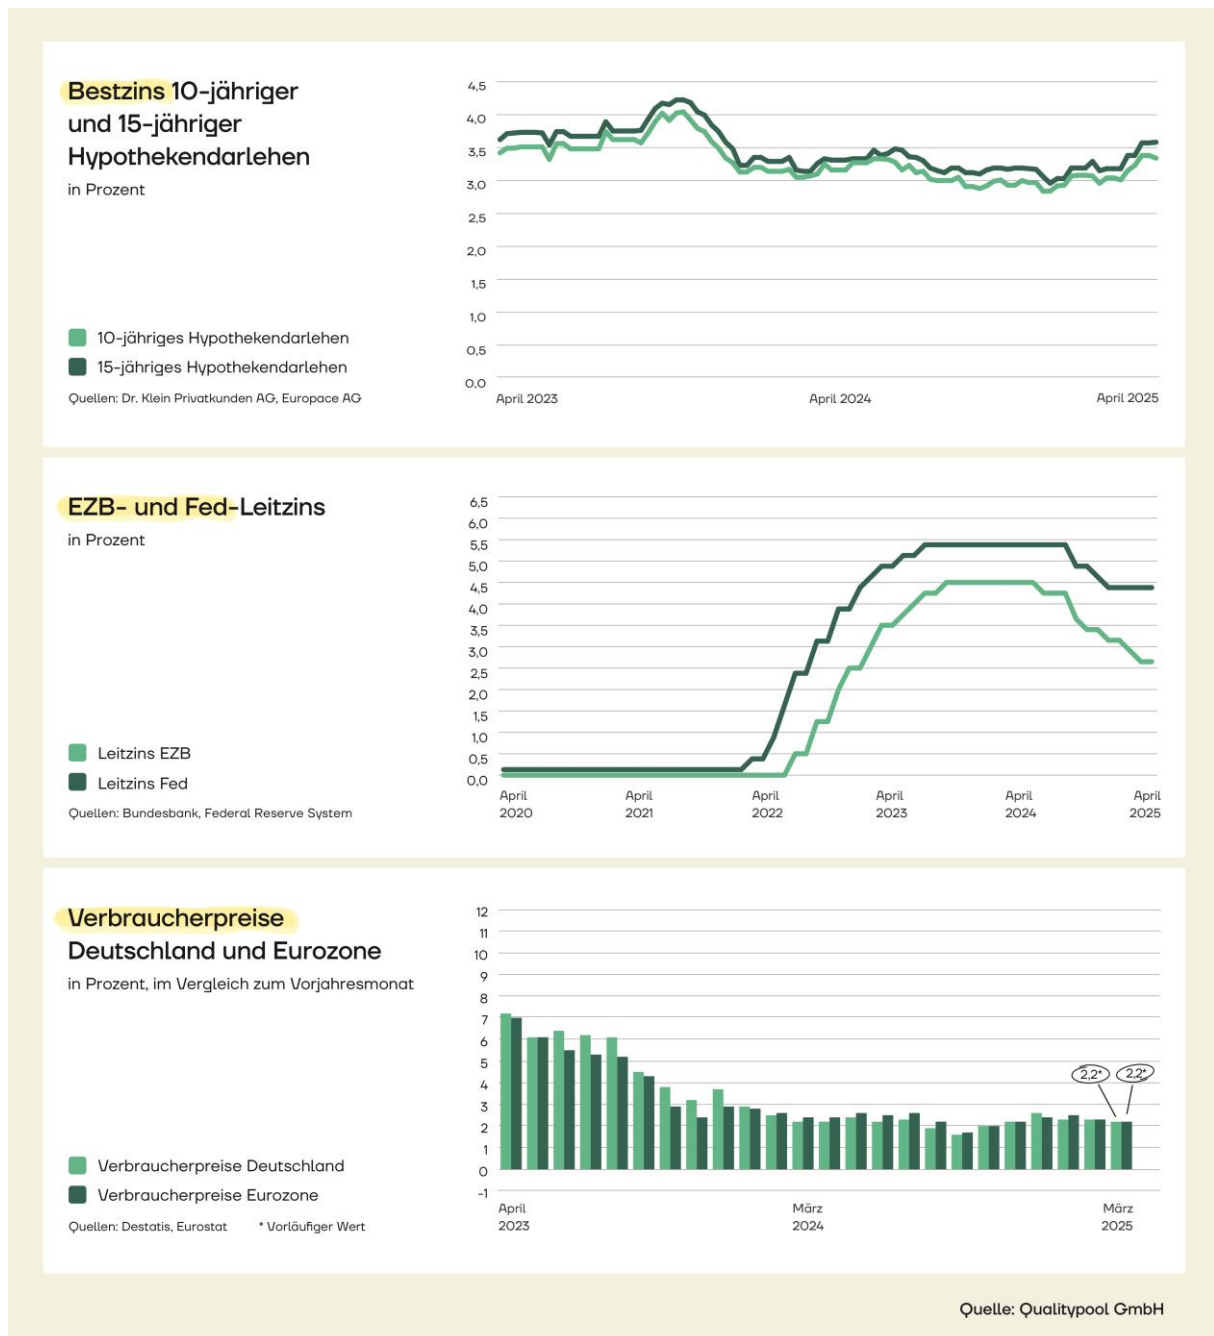 Bestzins 10-jähriger
und 15-jähriger
Hypothekendarlehen
in Prozent
10-jähriges Hypothekendarlehen
15-jähriges Hypothekendarlehen
Quellen: Dr. Klein Privatkunden AG, Europace AG
4,5
4,0
3,5
3,0
2,5
2,0
1,5
1,0
0,5
0,0
April 2023
April 2024
April 2025
EZB- und Fed-Leitzins
in Prozent
Leitzins EZB
Leitzins Fed
Quellen: Bundesbank, Federal Reserve System
6,5
6,0
5,5
5,0
4,5
4,0
3,5
3,0
2,5
2,0
1,5
1,0
0,5
0,0
April
2020
April
2021
April
2022
April
2023
April
2024
April
2025
Verbraucherpreise
Deutschland und Eurozone
in Prozent, im Vergleich zum Vorjahresmonat
Verbraucherpreise Deutschland
Verbraucherpreise Eurozone
Quellen: Destatis, Eurostat * Vorläufiger Wert
12
11
10
9
8
7
6
5
4
3
2
1
0
-1
2,2*
2,2*
April
2023
März
2024
März
2025
Quelle: Qualitypool GmbH